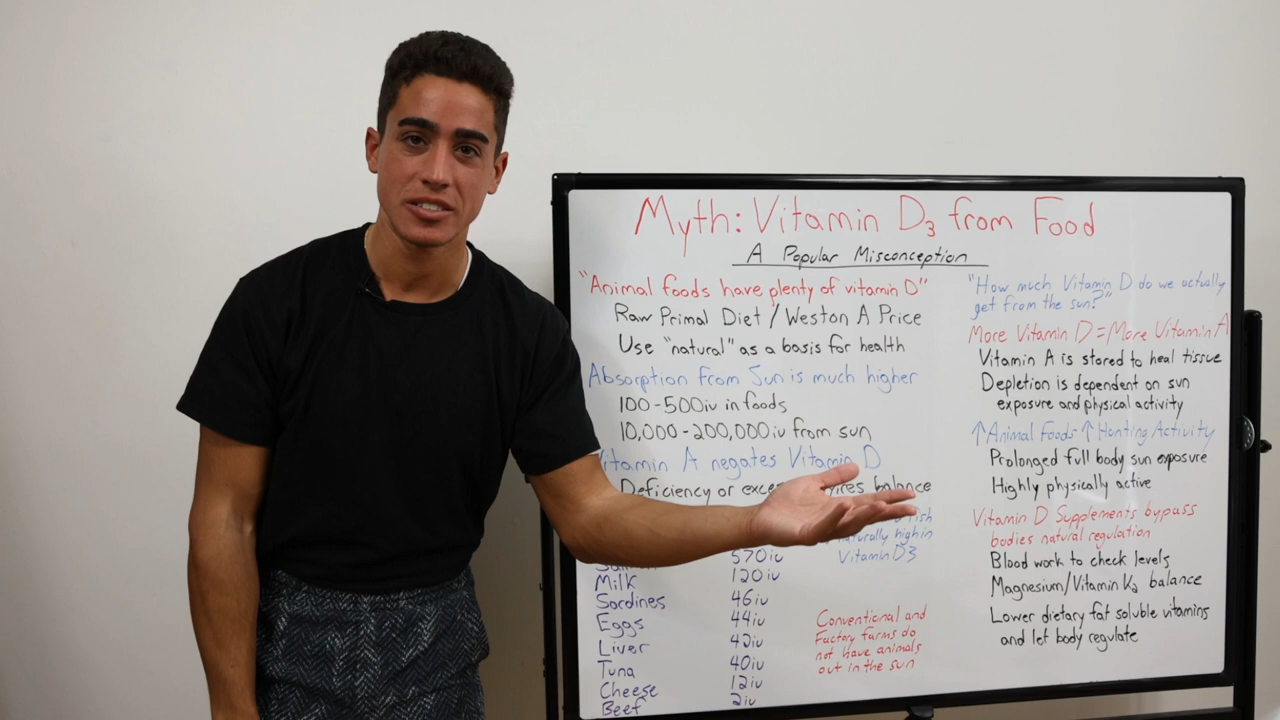 Myth: Vitamin D3 from Food
A Popular Misconception
"Animal foods have plenty of vitamin D"
Raw Primal Diet / Weston A Price
Use "natural" as a basis for health
Absorption from Sun is much higher
100-500iu in foods
10,000-200,000iu from sun
Vitamin A negates Vitamin D
Deficiency or balance
fish
naturally high in
Vitamin D3
570iu
Milk 120iu
Sardines 46iu
Eggs 44iu
Liver 42iu
Tuna 40iu
Cheese 12iu
Beef 2iu
Conventional and
Factory farms do
not have animals
out in the sun
"How much Vitamin D do we actually
get from the sun?"
More Vitamin D = More Vitamin A
Vitamin A is stored to heal tissue
Depletion is dependent on sun
exposure and physical activity
↑Animal Foods ↑Hunting Activity
Prolonged full body sun exposure
Highly physically active
Vitamin D Supplements bypass
bodies natural regulation
Blood work to check levels
Magnesium/Vitamin K2 balance
Lower dietary fat soluble vitamins
and let body regulate